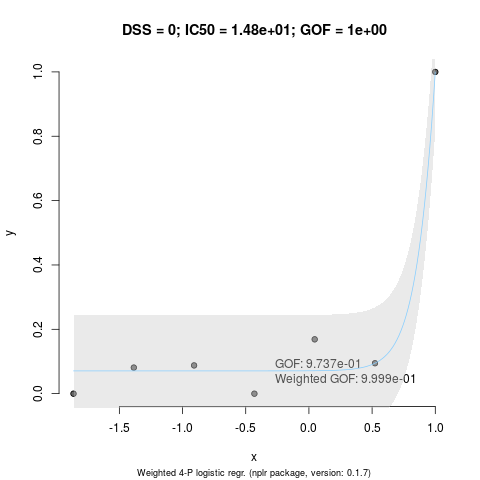 DSS = 0; IC50 = 1.48e+01; GOF = 1e+00
1.0
0.8
0.6
0.4
0.2
0.0
y
GOF: 9.737e-01
Weighted GOF: 9.999e-01
-1.5
-1.0
-0.5
0.0
0.5
1.0
x
Weighted 4-P logistic regr. (nplr package, version: 0.1.7)